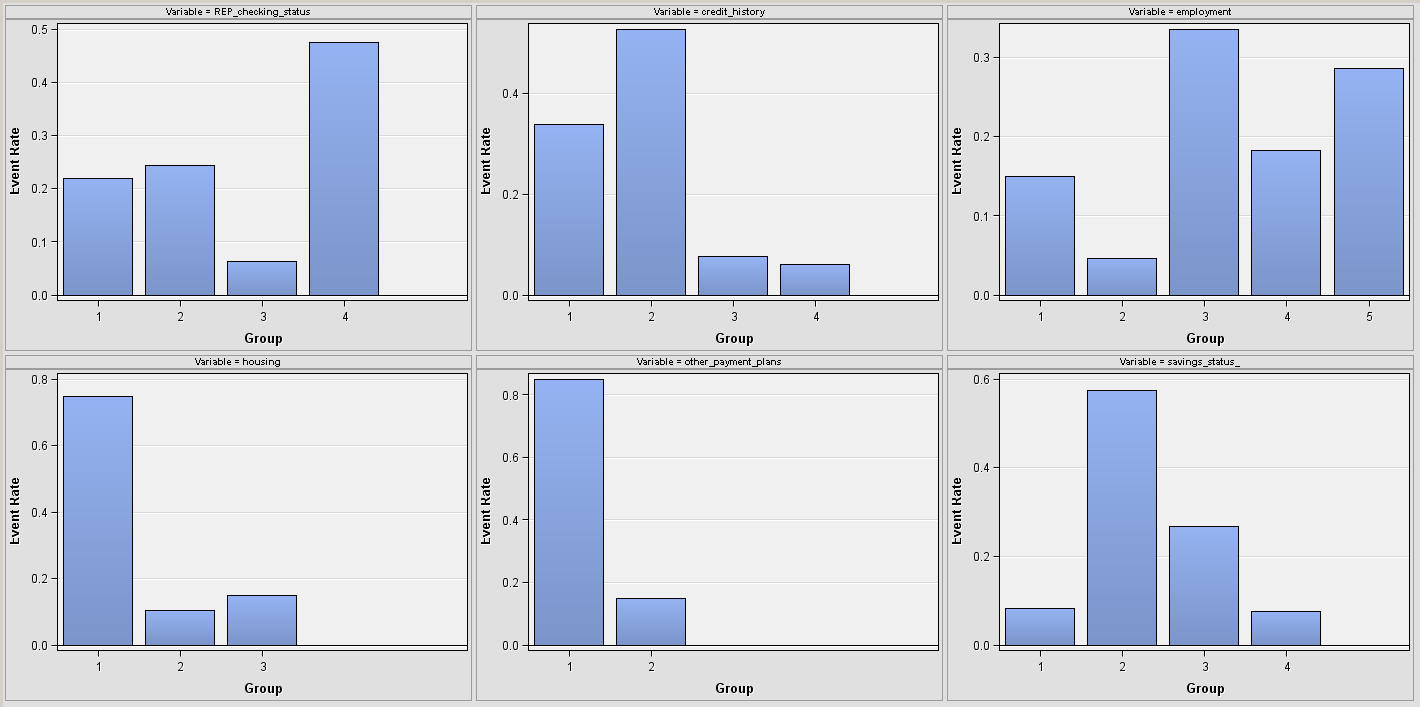 Variable = REP_checking_status
0.5
0.4
0.3
0.2
0.1
0.0
Event Rate
1 2 3 4
Group
Variable = credit_history
0.4
0.2
0.0
Event Rate
1 2 3 4
Group
Variable = employment
0.3
0.2
0.1
0.0
Event Rate
1 2 3 4 5
Group
Variable = housing
0.8
0.6
0.4
0.2
0.0
Event Rate
1 2 3
Group
Variable = other_payment_plans
0.8
0.6
0.4
0.2
0.0
Event Rate
1 2
Group
Variable = savings_status_
0.6
0.4
0.2
0.0
Event Rate
1 2 3 4
Group